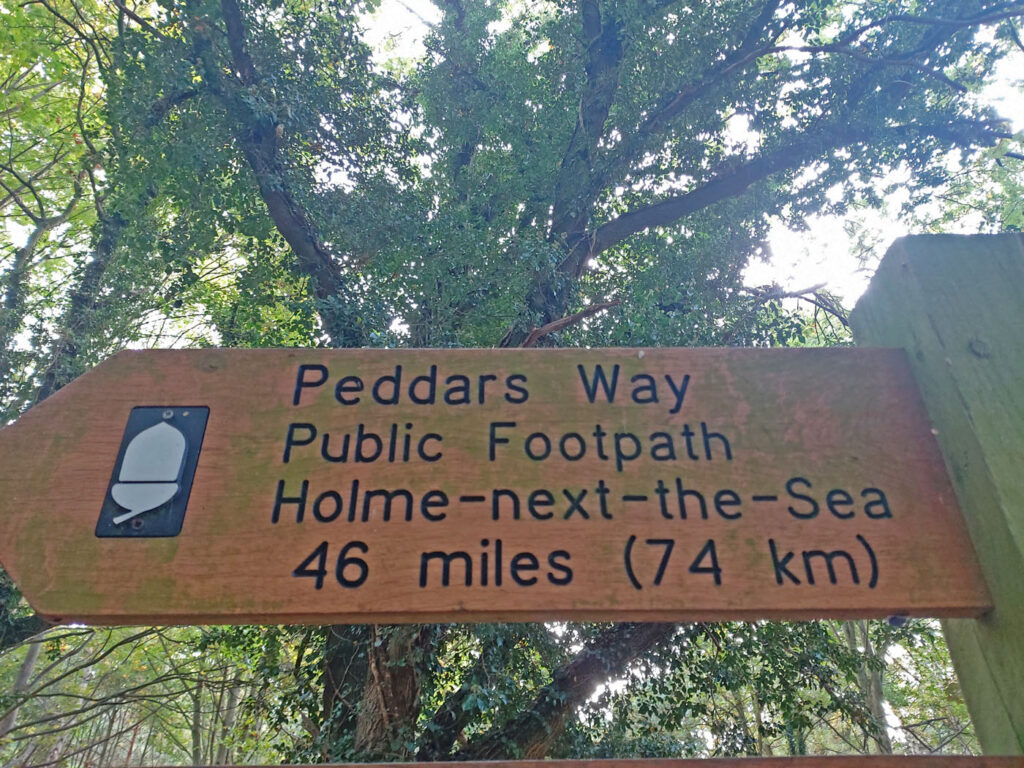 Peddars Way
Public Footpath
Holme-next-the-Sea
46 miles (74 km)